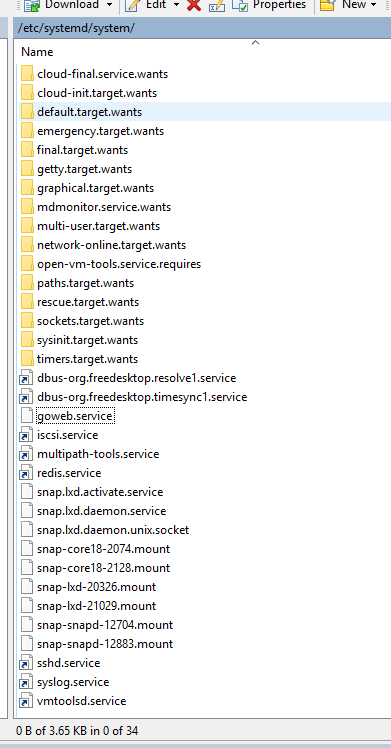 Download Edit Properties New
/etc/systemd/system/
Name
cloud-final.service.wants
cloud-init.target.wants
default.target.wants
emergency.target.wants
final.target.wants
getty.target.wants
graphical.target.wants
mdmonitor.service.wants
multi-user.target.wants
network-online.target.wants
open-vm-tools.service.requires
paths.target.wants
rescue.target.wants
sockets.target.wants
sysinit.target.wants
timers.target.wants
dbus-org.freedesktop.resolve1.service
dbus-org.freedesktop.timesync1.service
goweb.service
iscsi.service
multipath-tools.service
redis.service
snap.lxd.activate.service
snap.lxd.daemon.service
snap.lxd.daemon.unix.socket
snap-core18-2074.mount
snap-core18-2128.mount
snap-lxd-20326.mount
snap-lxd-21029.mount
snap-snapd-12704.mount
snap-snapd-12883.mount
sshd.service
syslog.service
vmtoolsd.service
0 B of 3.65 KB in 0 of 34